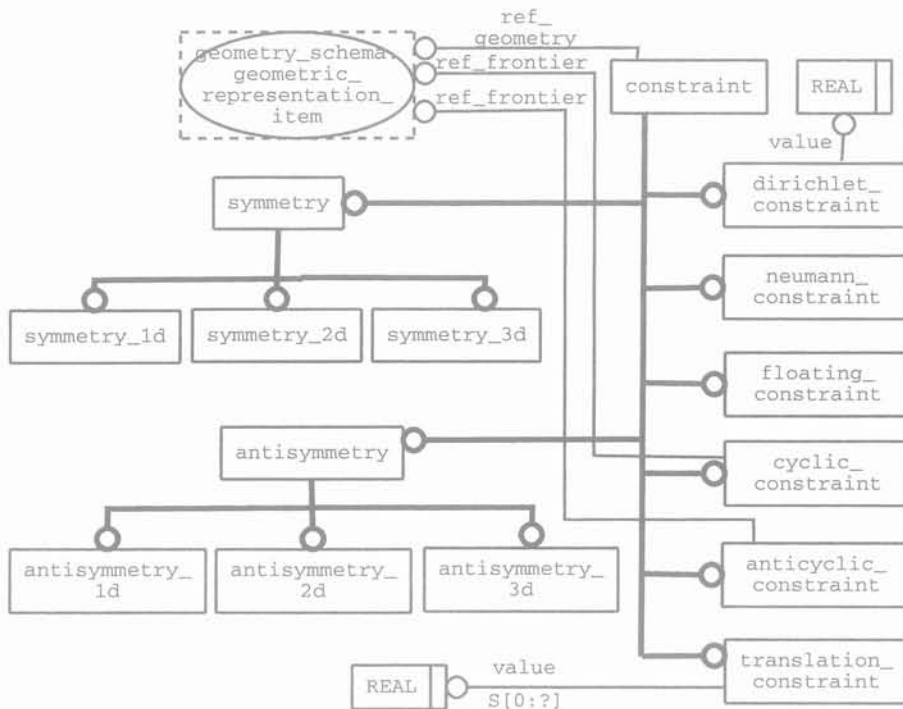 ref_
geometry
geometry_schema.
geometric_
representation_
item
ref_frontier
ref_frontier
constraint
REAL
value
dirichlet_
constraint
symmetry
neumann_
constraint
symmetry_1d
symmetry_2d
symmetry_3d
floating_
constraint
antisymmetry
cyclic_
constraint
antisymmetry_
1d
antisymmetry_
2d
antisymmetry_
3d
anticyclic_
constraint
translation_
constraint
REAL
value
S[0:?]